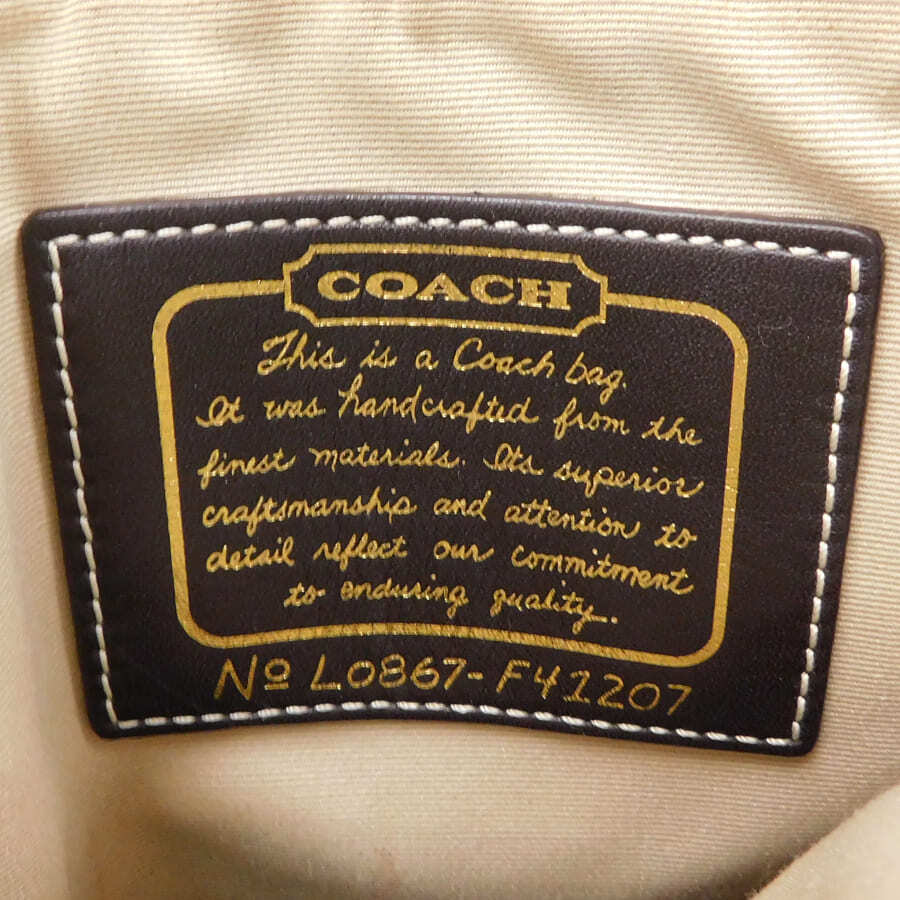 COACH
This is a Coach bag.
It was handcrafted from the
finest materials. Its superior
craftsmanship and attention to
detail reflect our commitment
to enduring quality.
Nº L0867-F41207